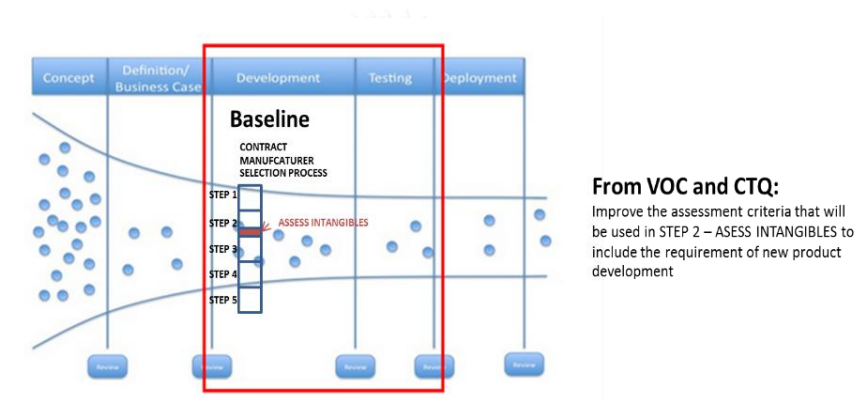 Concept
Definition/
Business Case
Development
Testing
Deployment
Baseline
CONTRACT
MANUFCATURER
SELECTION PROCESS
STEP 1
STEP 2
ASSESS INTANGIBLES
STEP 3
STEP 4
STEP 5
From VOC and CTQ:
Improve the assessment criteria that will
be used in STEP 2 – ASESS INTANGIBLES to
include the requirement of new product
development
Review
Review
Review
Review
Review